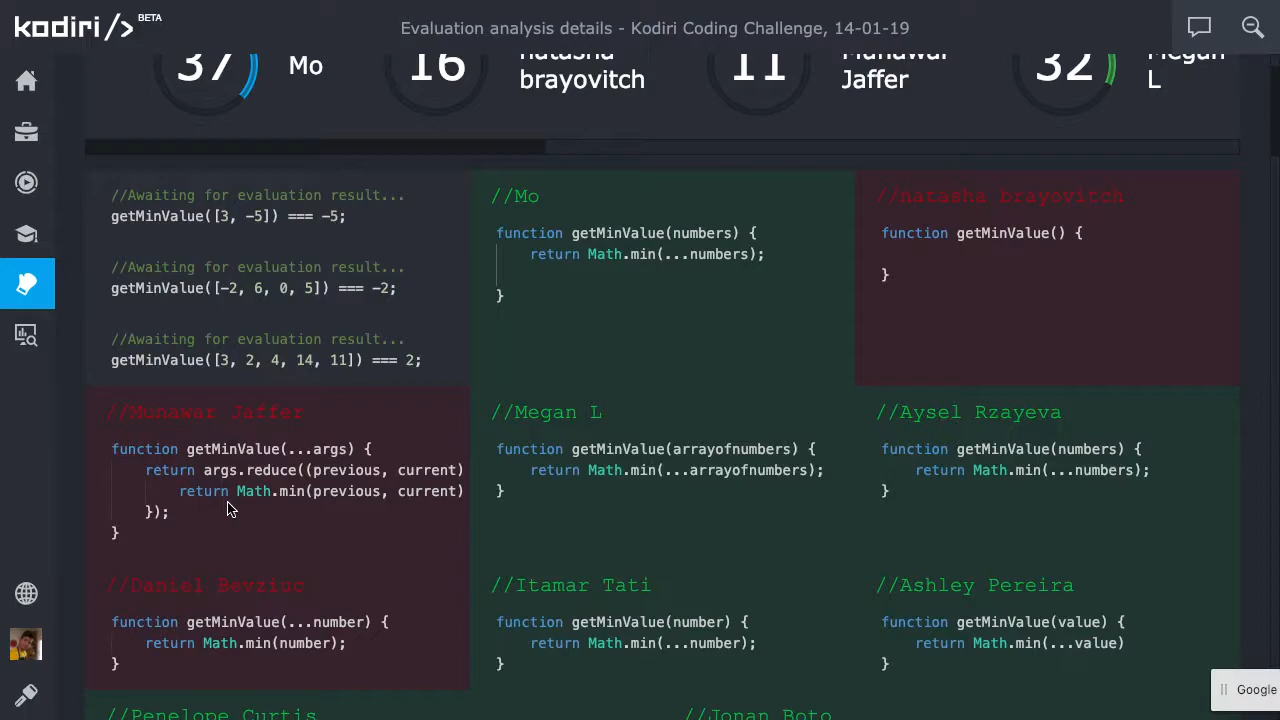 kodiri/> BETA
Evaluation analysis details - Kodiri Coding Challenge, 14-01-19
37 Mo
16 natasha brayovitch
11 Munawar Jaffer
32 Megan L
//Awaiting for evaluation result...
getMinValue([3, -5]) === -5;
//Awaiting for evaluation result...
getMinValue([-2, 6, 0, 5]) === -2;
//Awaiting for evaluation result...
getMinValue([3, 2, 4, 14, 11]) === 2;
//Mo
function getMinValue(numbers) {
return Math.min(...numbers);
}
//natasha brayovitch
function getMinValue() {
}
//Munawar Jaffer
function getMinValue(...args) {
return args.reduce((previous, current)
return Math.min(previous, current)
});
}
//Megan L
function getMinValue(arrayofnumbers) {
return Math.min(...arrayofnumbers);
}
//Aysel Rzayeva
function getMinValue(numbers) {
return Math.min(...numbers);
}
//Daniel Bevziuc
function getMinValue(...number) {
return Math.min(number);
}
//Itamar Tati
function getMinValue(number) {
return Math.min(...number);
}
//Ashley Pereira
function getMinValue(value) {
return Math.min(...value)
}
//Penelope Curtis
//Jonan Boto
Google